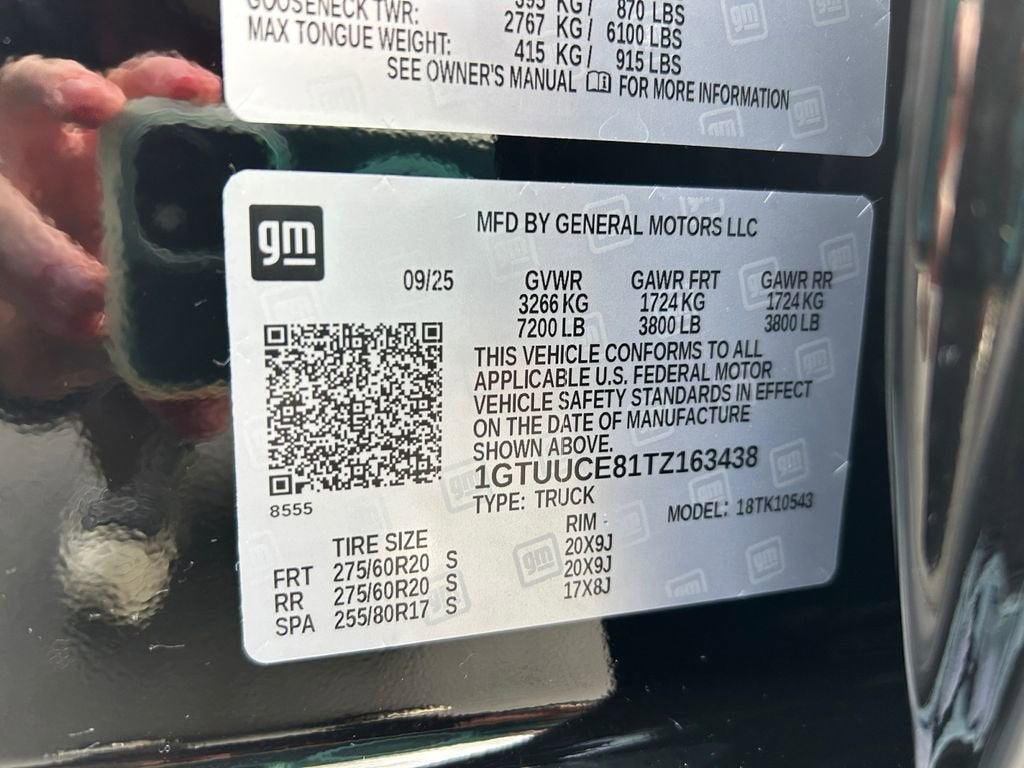 GOOSENECK TWR: 395 KG/ 870 LBS
2767 KG/ 6100 LBS
MAX TONGUE WEIGHT: 415 KG/ 915 LBS
SEE OWNER'S MANUAL FOR MORE INFORMATION
gm
MFD BY GENERAL MOTORS LLC
09/25 GVWR GAWR FRT GAWR RR
3266 KG 1724 KG 1724 KG
7200 LB 3800 LB 3800 LB
THIS VEHICLE CONFORMS TO ALL
APPLICABLE U.S. FEDERAL MOTOR
VEHICLE SAFETY STANDARDS IN EFFECT
ON THE DATE OF MANUFACTURE
SHOWN ABOVE.
1GTUUCE81TZ163438
TYPE: TRUCK MODEL: 18TK10543
8555
TIRE SIZE RIM
FRT 275/60R20 S 20X9J
RR 275/60R20 S 20X9J
SPA 255/80R17 S 17X8J